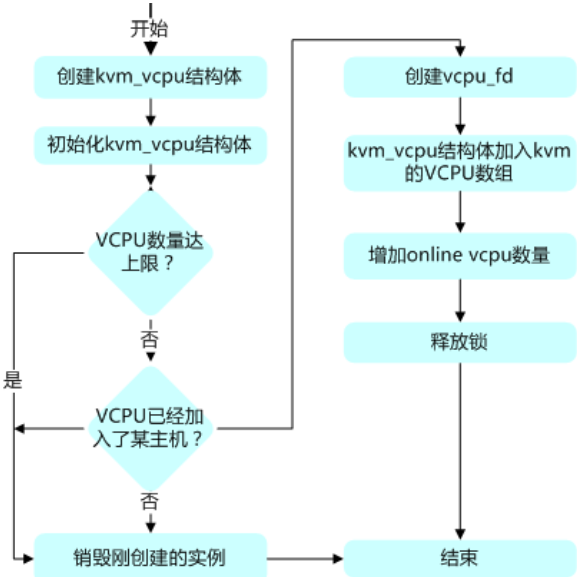 开始
创建kvm_vcpu结构体
初始化kvm_vcpu结构体
VCPU数量达
上限？
否
是
VCPU已经加
入了某主机？
否
销毁刚创建的实例
创建vcpu_fd
kvm_vcpu结构体加入kvm
的VCPU数组
增加online vcpu数量
释放锁
结束